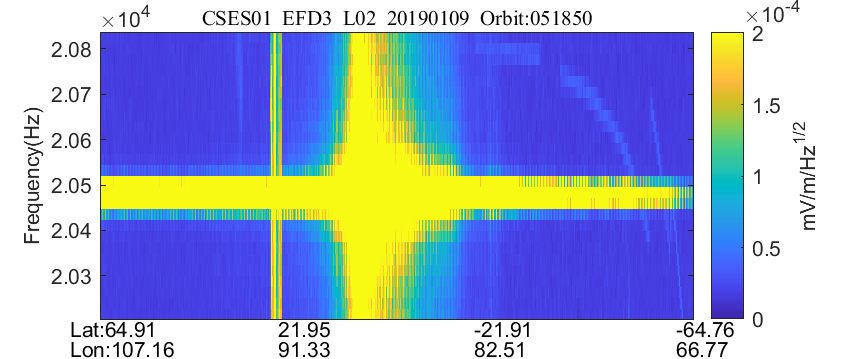 ×10⁴ CSES01 EFD3 L02 20190109 Orbit:051850 ×10⁻⁴
2.08 2
2.07 1.5
2.06
2.05 1
2.04 0.5
2.03 0
Frequency(Hz)
mV/m/Hz^1/2
Lat:64.91 21.95 -21.91 -64.76
Lon:107.16 91.33 82.51 66.77